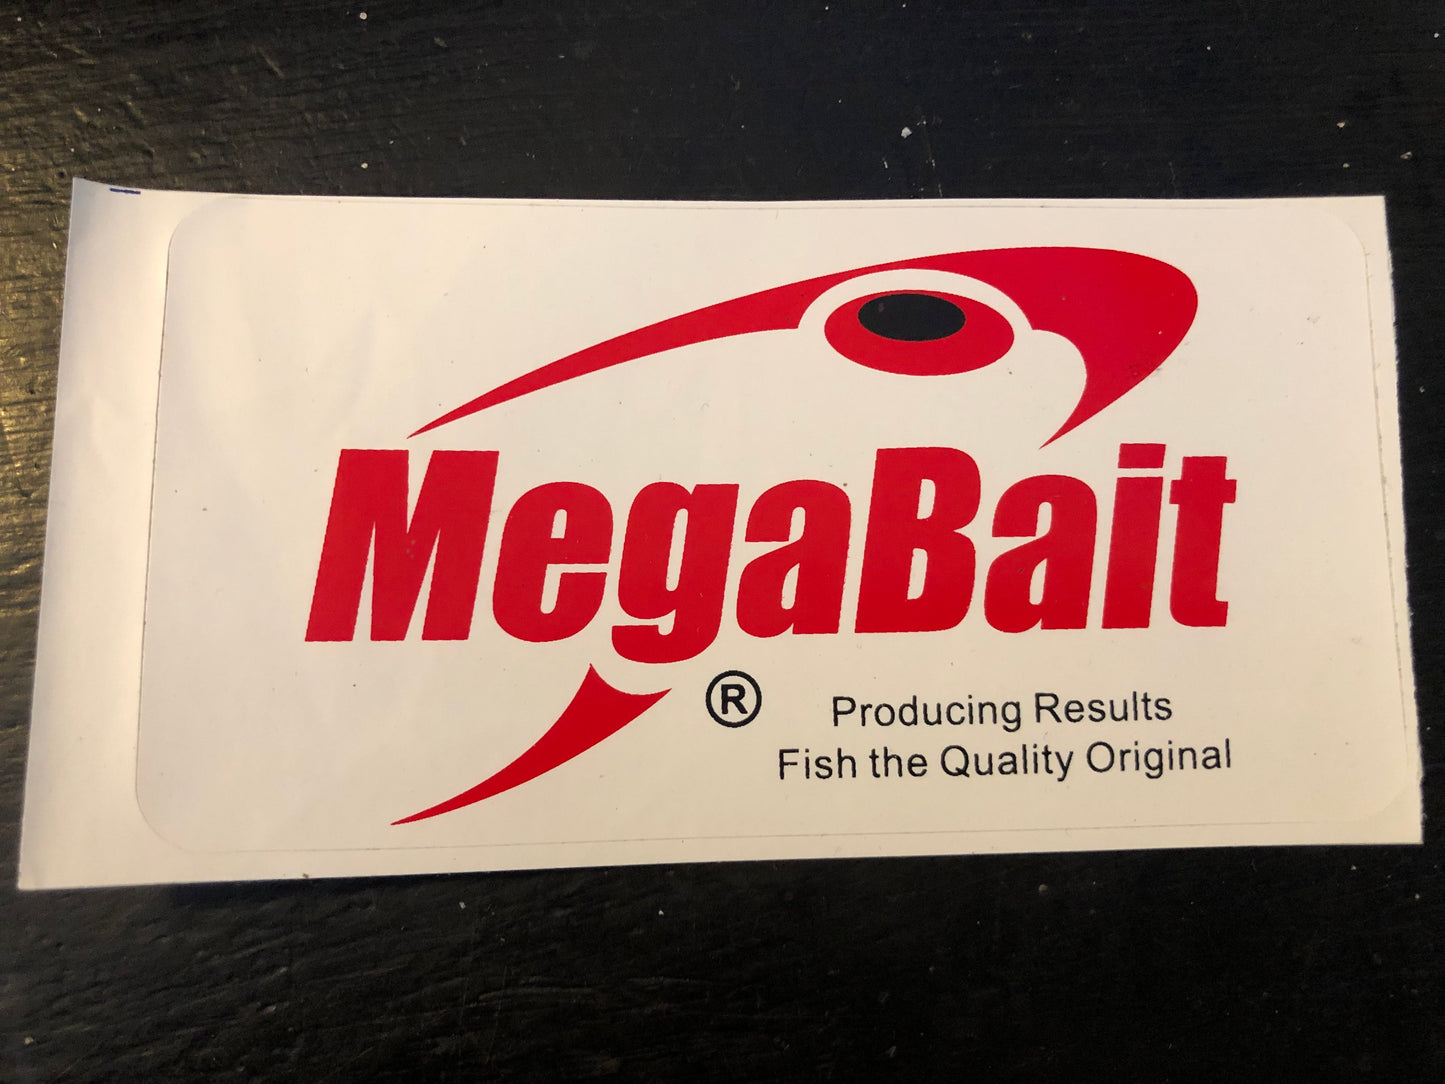 MegaBait
®
Producing Results
Fish the Quality Original